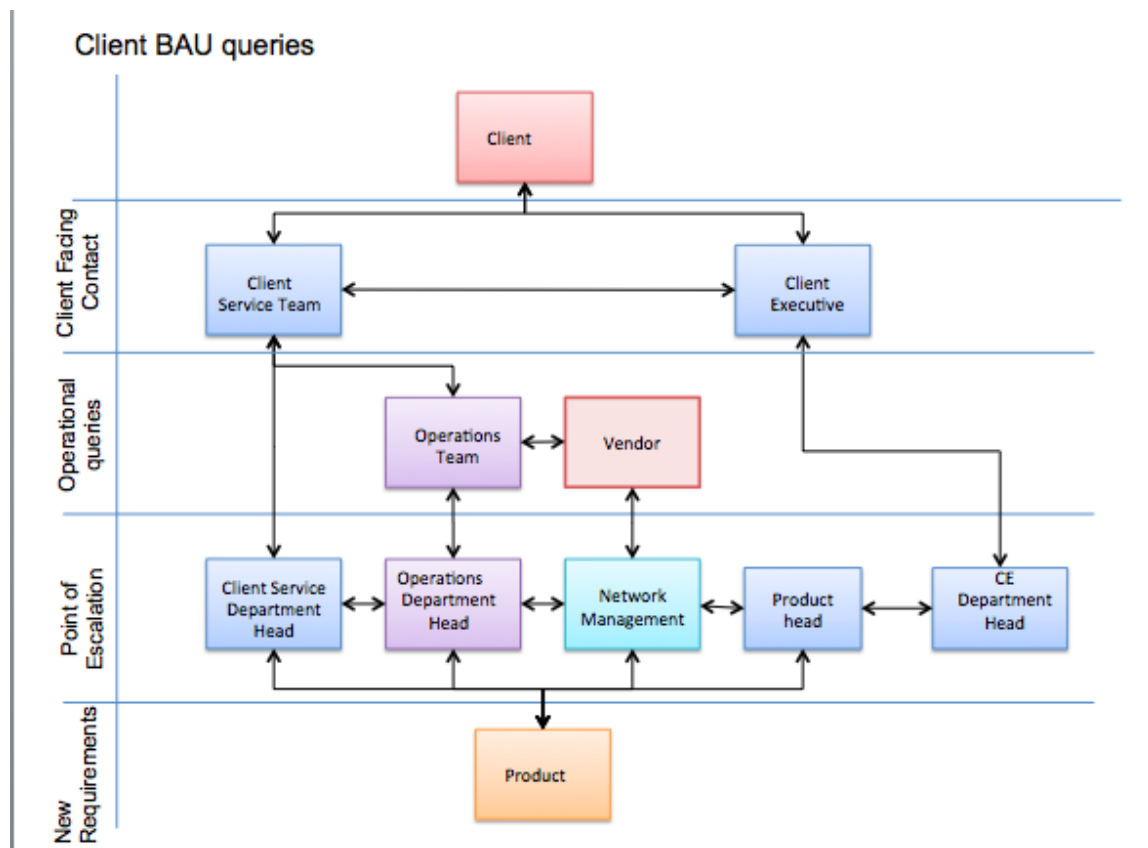 Client BAU queries
Client
Client Facing
Contact
Client
Service Team
Client
Executive
Operational
queries
Operations
Team
Vendor
Point of
Escalation
Client Service
Department
Head
Operations
Department
Head
Network
Management
Product
head
CE
Department
Head
New
Requirements
Product